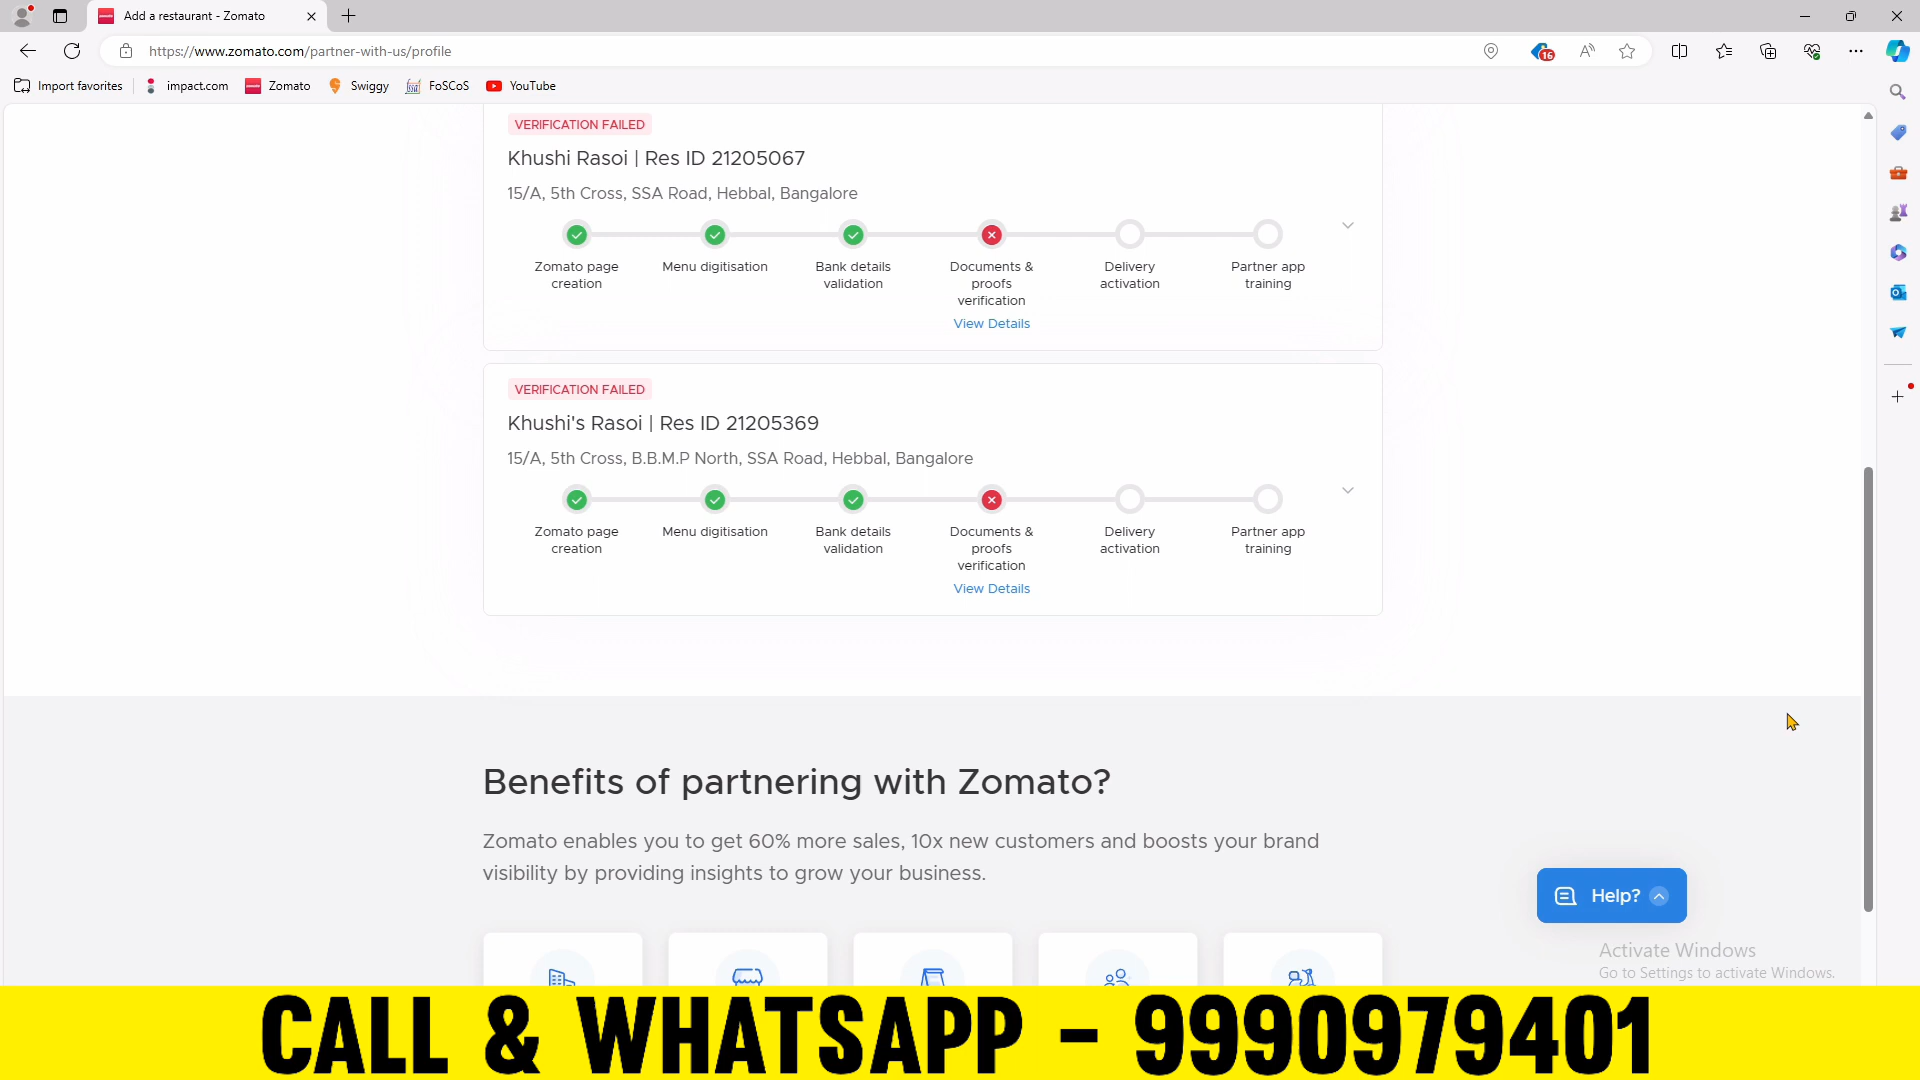 Add a restaurant - Zomato
https://www.zomato.com/partner-with-us/profile
16
Import favorites
impact.com
Zomato
Swiggy
FoSCoS
YouTube
VERIFICATION FAILED
Khushi Rasoi | Res ID 21205067
15/A, 5th Cross, SSA Road, Hebbal, Bangalore
Zomato page
creation
Menu digitisation
Bank details
validation
Documents &
proofs
verification
View Details
Delivery
activation
Partner app
training
VERIFICATION FAILED
Khushi's Rasoi | Res ID 21205369
15/A, 5th Cross, B.B.M.P North, SSA Road, Hebbal, Bangalore
Zomato page
creation
Menu digitisation
Bank details
validation
Documents &
proofs
verification
View Details
Delivery
activation
Partner app
training
Benefits of partnering with Zomato?
Zomato enables you to get 60% more sales, 10x new customers and boosts your brand
visibility by providing insights to grow your business.
Help?
Activate Windows
Go to Settings to activate Windows.
CALL & WHATSAPP - 9990979401